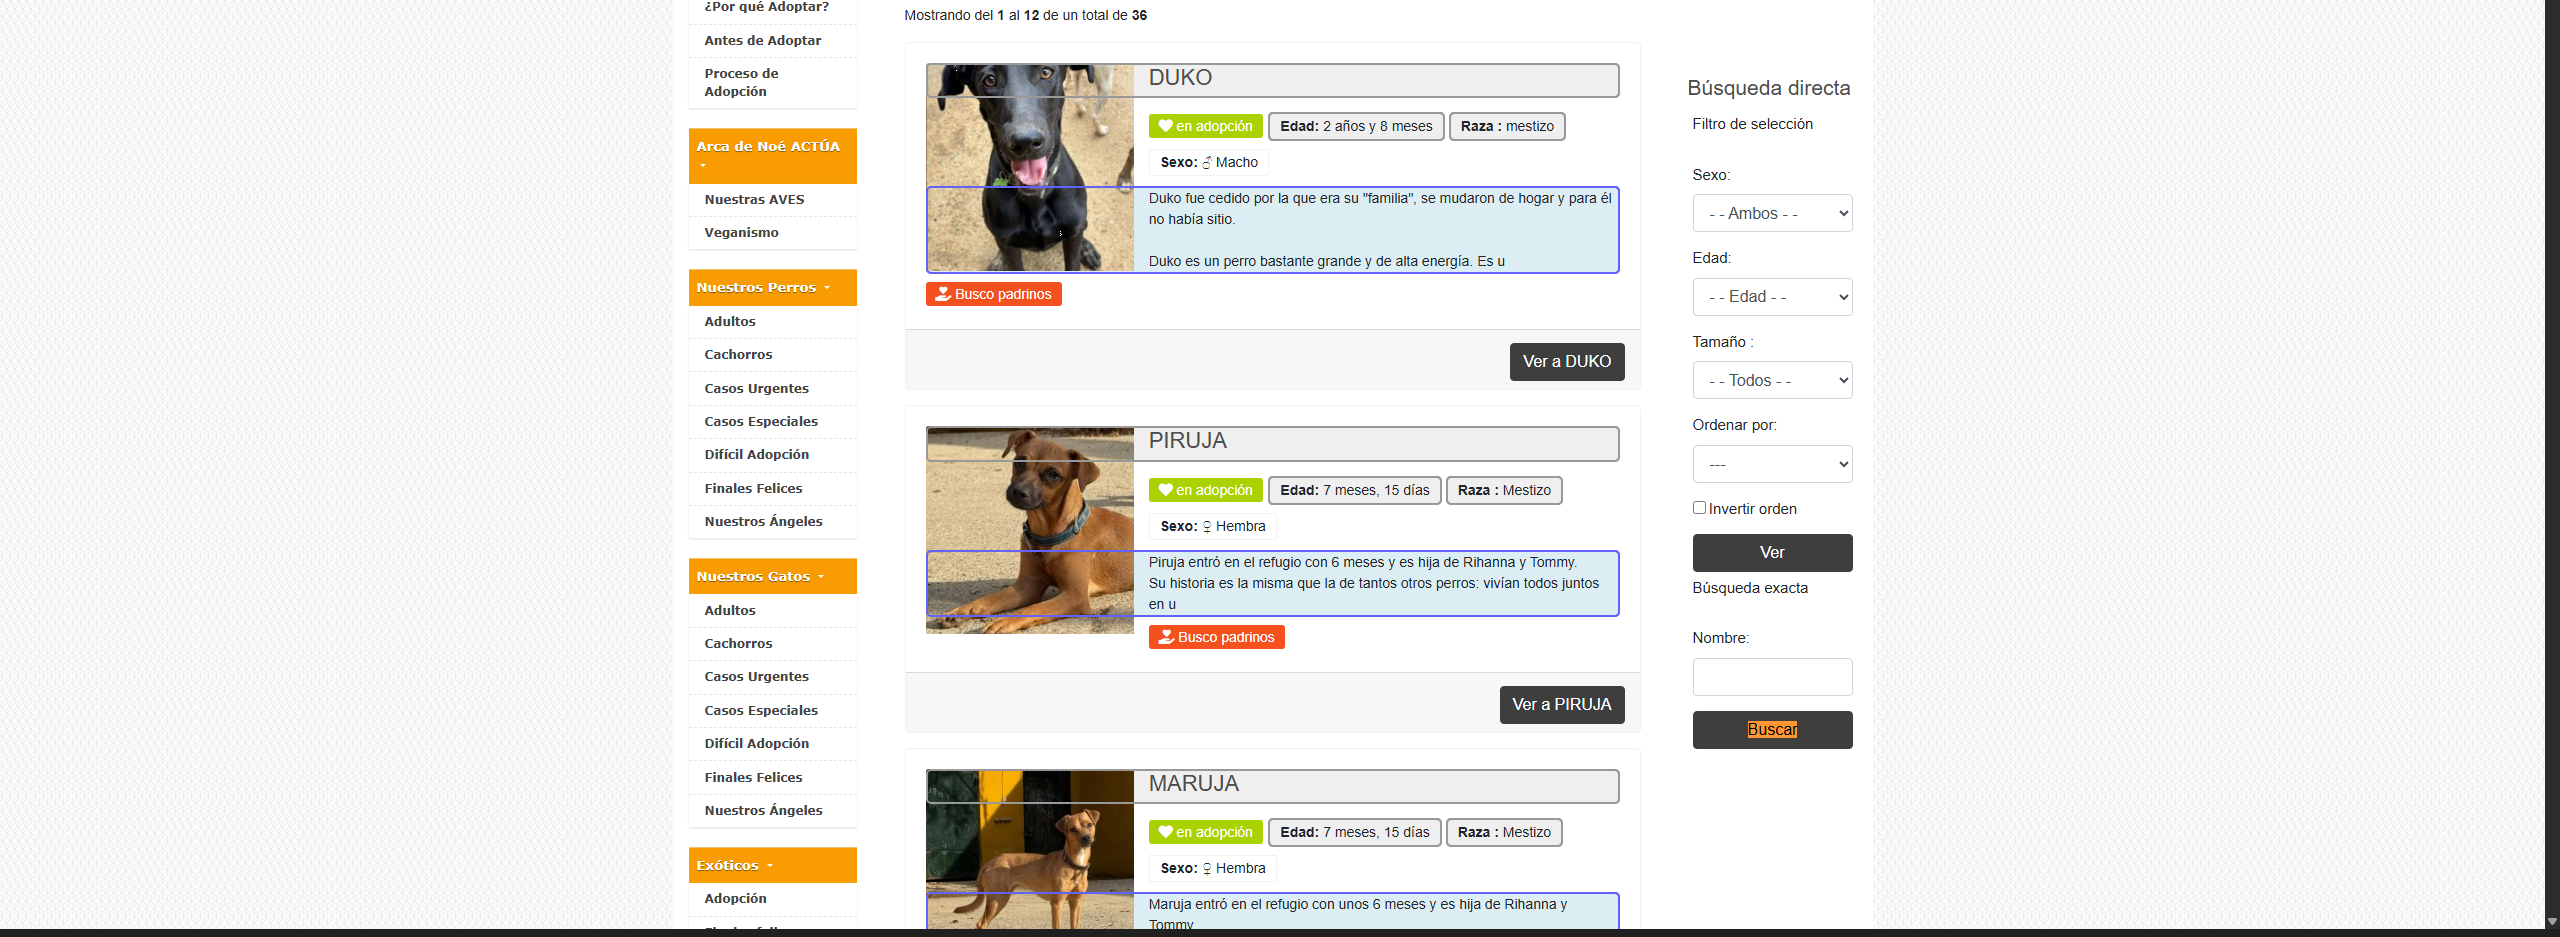 ¿Por qué Adoptar?
Antes de Adoptar
Proceso de
Adopción
Arca de Noé ACTÚA
Nuestras AVES
Veganismo
Nuestros Perros
Adultos
Cachorros
Casos Urgentes
Casos Especiales
Difícil Adopción
Finales Felices
Nuestros Ángeles
Nuestros Gatos
Adultos
Cachorros
Casos Urgentes
Casos Especiales
Difícil Adopción
Finales Felices
Nuestros Ángeles
Exóticos
Adopción
Mostrando del 1 al 12 de un total de 36
DUKO
en adopción
Edad: 2 años y 8 meses
Raza : mestizo
Sexo: ♂ Macho
Duko fue cedido por la que era su "familia", se mudaron de hogar y para él
no había sitio.
Duko es un perro bastante grande y de alta energía. Es u
Busco padrinos
Ver a DUKO
PIRUJA
en adopción
Edad: 7 meses, 15 días
Raza : Mestizo
Sexo: ♀ Hembra
Piruja entró en el refugio con 6 meses y es hija de Rihanna y Tommy.
Su historia es la misma que la de tantos otros perros: vivían todos juntos
en u
Busco padrinos
Ver a PIRUJA
MARUJA
en adopción
Edad: 7 meses, 15 días
Raza : Mestizo
Sexo: ♀ Hembra
Maruja entró en el refugio con unos 6 meses y es hija de Rihanna y
Tommy
Búsqueda directa
Filtro de selección
Sexo:
- - Ambos - -
Edad:
- - Edad - -
Tamaño :
- - Todos - -
Ordenar por:
---
Invertir orden
Ver
Búsqueda exacta
Nombre:
Buscar